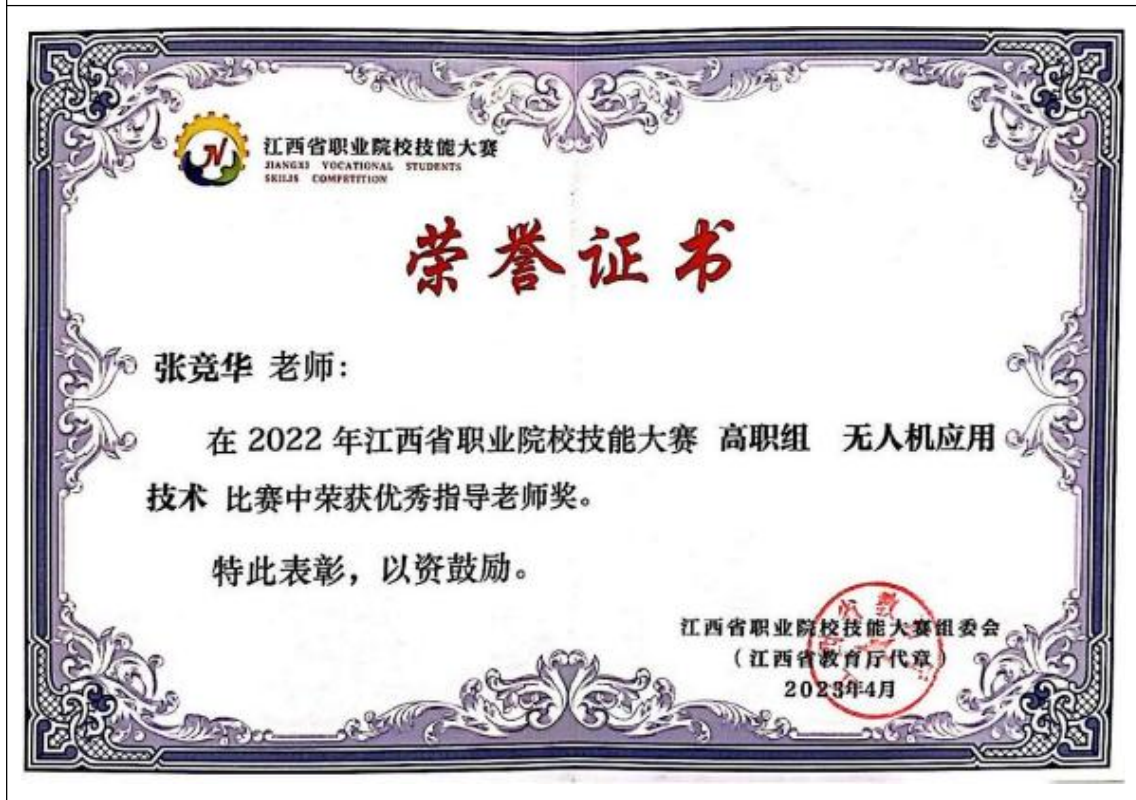 江西省职业院校技能大赛
JIANGXI VOCATIONAL STUDENTS
SKILLS COMPETITION
荣誉证书
张竞华 老师:
在 2022 年江西省职业院校技能大赛 高职组 无人机应用
技术 比赛中荣获优秀指导老师奖。
特此表彰，以资鼓励。
江西省职业院校技能大赛组委会
（江西省教育厅代章）
2023年4月